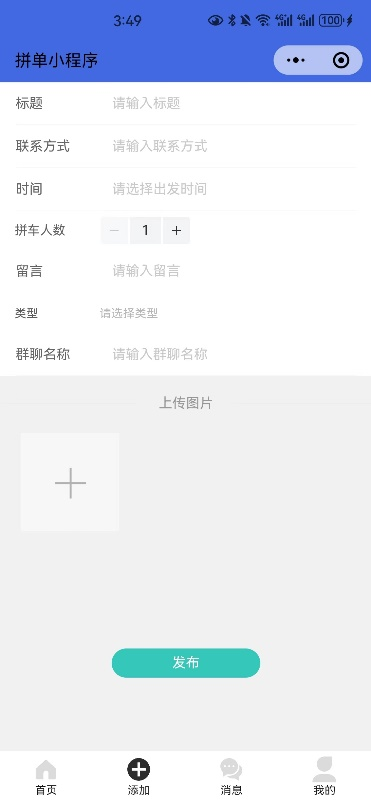 3:49
4G 4G 100
拼单小程序
标题 请输入标题
联系方式 请输入联系方式
时间 请选择出发时间
拼车人数 − 1 +
留言 请输入留言
类型 请选择类型
群聊名称 请输入群聊名称
上传图片
发布
首页 添加 消息 我的